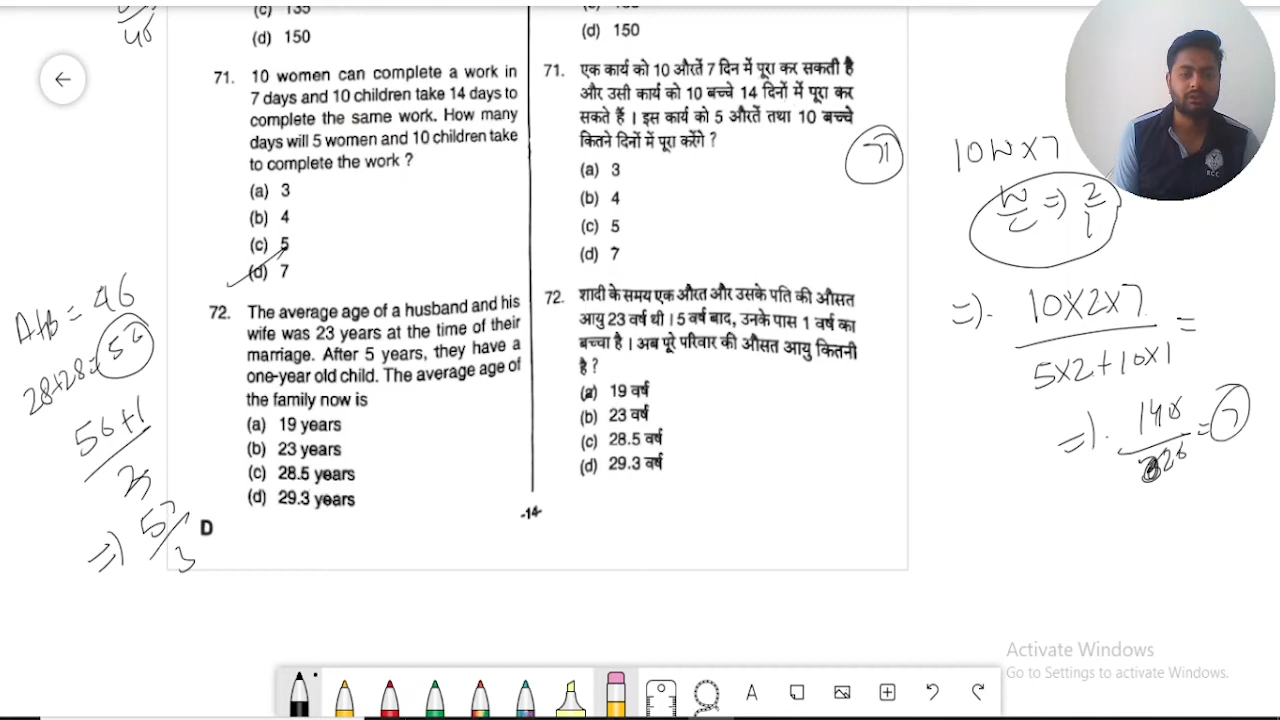 (c) 135
(d) 150
71. 10 women can complete a work in
7 days and 10 children take 14 days to
complete the same work. How many
days will 5 women and 10 children take
to complete the work ?
(a) 3
(b) 4
(c) 5
(d) 7
72. The average age of a husband and his
wife was 23 years at the time of their
marriage. After 5 years, they have a
one-year old child. The average age of
the family now is
(a) 19 years
(b) 23 years
(c) 28.5 years
(d) 29.3 years
D
(d) 150
71. एक कार्य को 10 औरतें 7 दिन में पूरा कर सकती है
और उसी कार्य को 10 बच्चे 14 दिनों में पूरा कर
सकते हैं । इस कार्य को 5 औरतें तथा 10 बच्चे
कितने दिनों में पूरा करेंगे ?
(a) 3
(b) 4
(c) 5
(d) 7
72. शादी के समय एक औरत और उसके पति की औसत
आयु 23 वर्ष थी । 5 वर्ष बाद, उनके पास 1 वर्ष का
बच्चा है । अब पूरे परिवार की औसत आयु कितनी
है ?
(a) 19 वर्ष
(b) 23 वर्ष
(c) 28.5 वर्ष
(d) 29.3 वर्ष
-14-
46
A+B = 46
28+28=56
56+1
3
=) 57
3
71
10W×7
W/C =) 2/1
=). 10×2×7 =
5×2+10×1
=). 140 = 7
20
RCC
A
Activate Windows
Go to Settings to activate Windows.